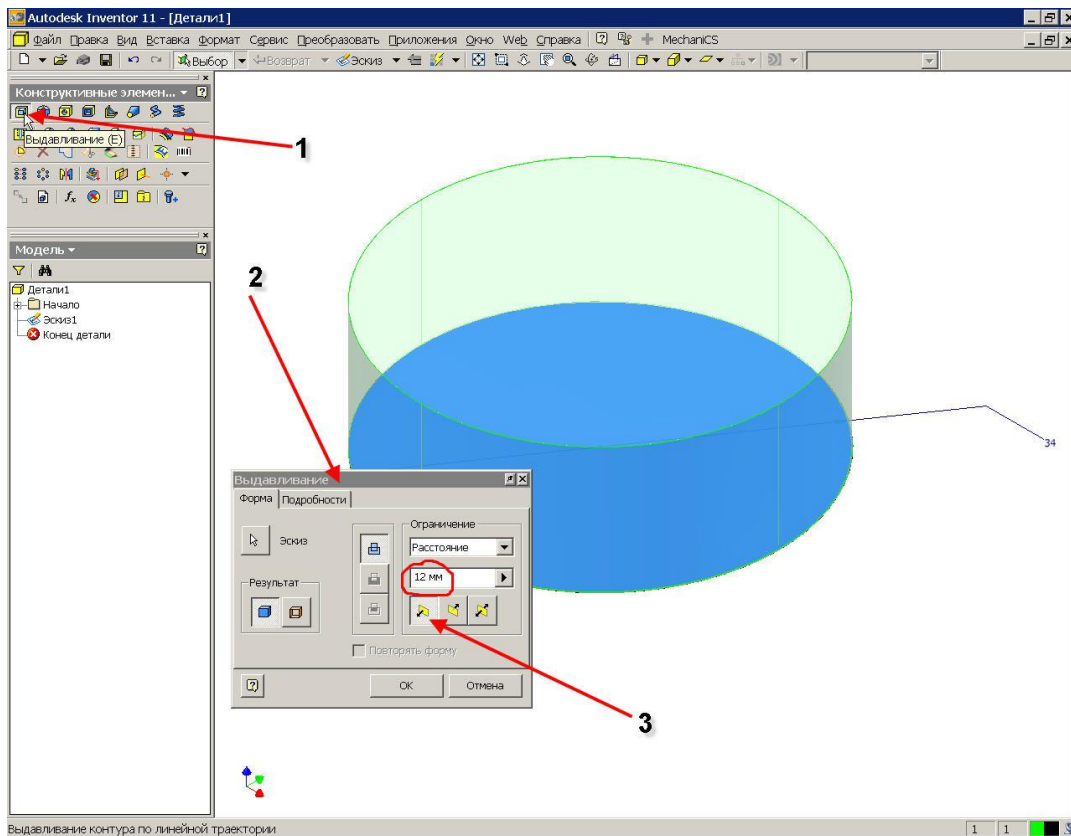 Autodesk Inventor 11 - [Детали1]
Файл Правка Вид Вставка Формат Сервис Преобразовать Приложения Окно Web Справка MechaniCS
Выбор Возврат Эскиз
Конструктивные элемен...
Выдавливание (E)
1
Модель
Детали1
Начало
Эскиз1
Конец детали
2
34
Выдавливание
Форма Подробности
Эскиз
Ограничение
Расстояние
Результат
12 мм
Повторять форму
ОК Отмена
3
Выдавливание контура по линейной траектории
1 1